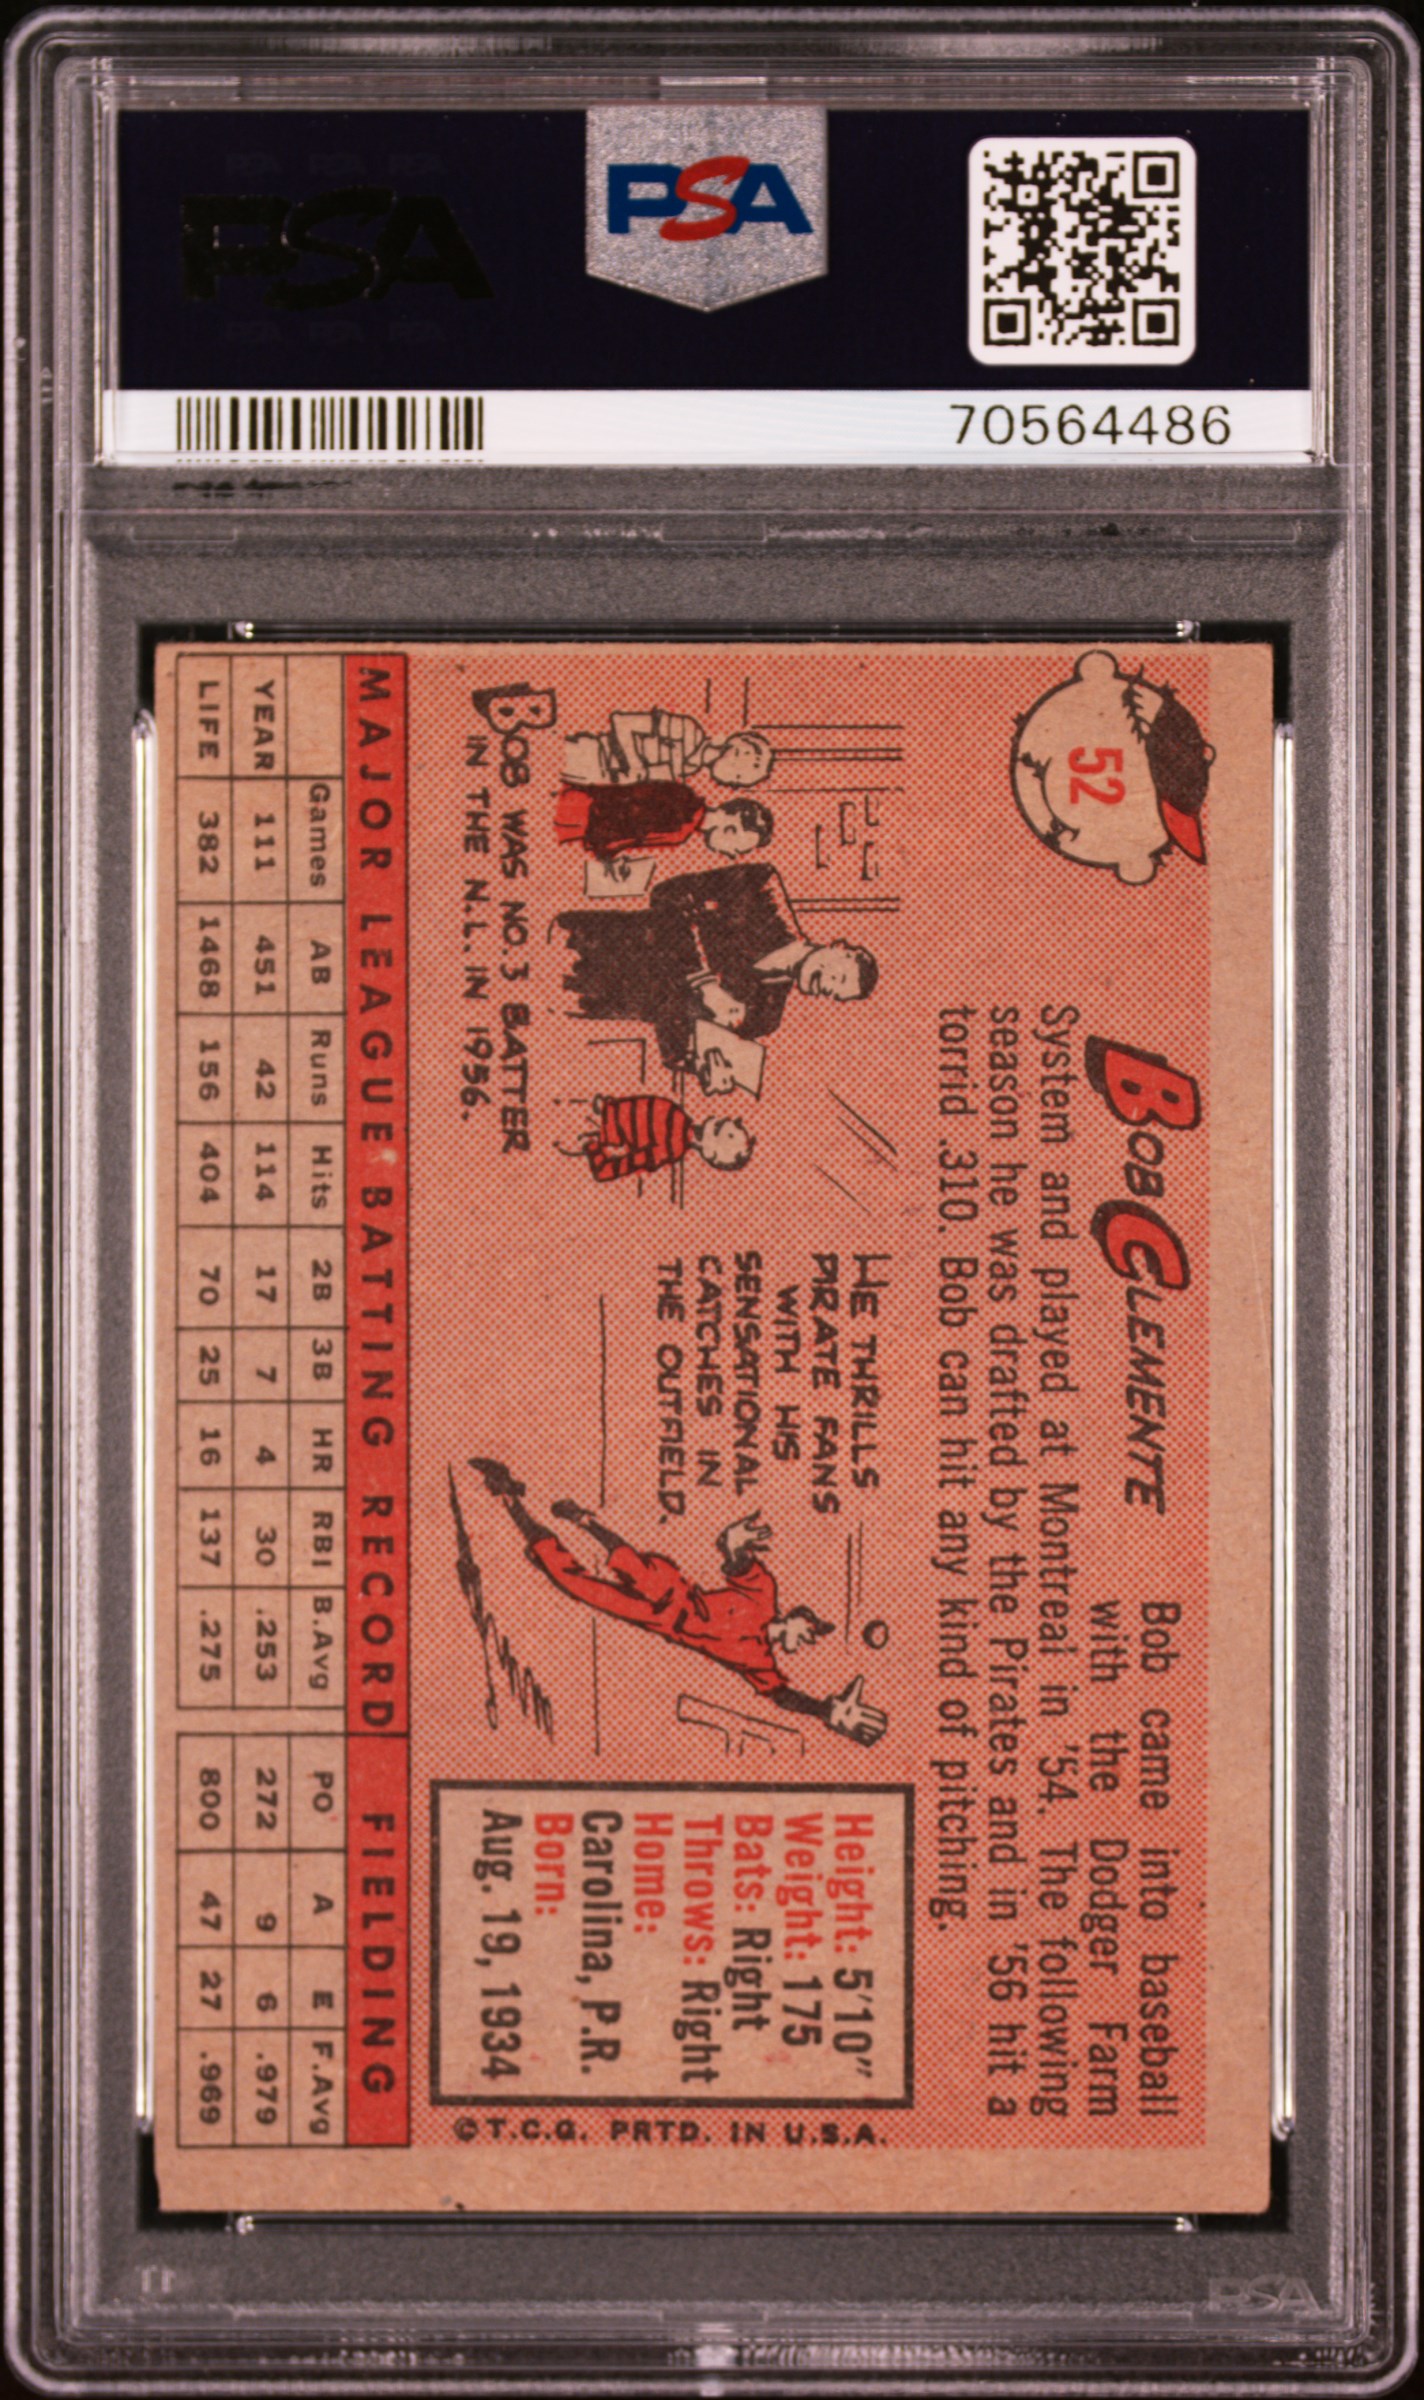 PSA
PSA
70564486
52
BOB CLEMENTE
Bob came into baseball
with the Dodger Farm
System and played at Montreal in '54. The following
season he was drafted by the Pirates and in '56 hit a
torrid .310. Bob can hit any kind of pitching.
BOB WAS NO. 3 BATTER
IN THE N.L. IN 1956.
HE THRILLS
PIRATE FANS
WITH HIS
SENSATIONAL
CATCHES IN
THE OUTFIELD.
Height: 5'10"
Weight: 175
Bats: Right
Throws: Right
Home:
Carolina, P.R.
Born:
Aug. 19, 1934
©T.C.G. PRTD. IN U.S.A.
MAJOR LEAGUE BATTING RECORD FIELDING
Games AB Runs Hits 2B 3B HR RBI B.Avg PO A E F.Avg
YEAR 111 451 42 114 17 7 4 30 .253 272 9 6 .979
LIFE 382 1468 156 404 70 25 16 137 .275 800 47 27 .969
PSA